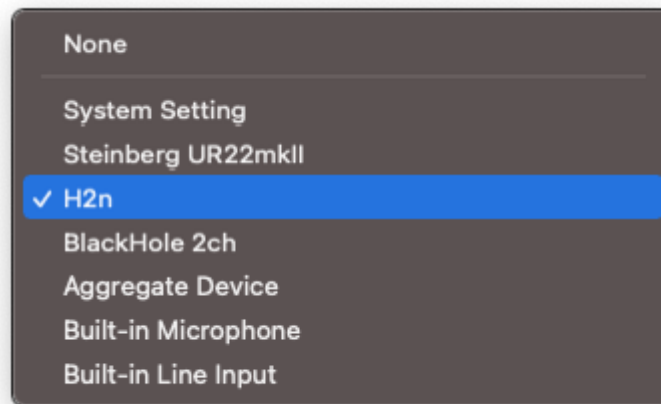 None
System Setting
Steinberg UR22mkII
H2n
BlackHole 2ch
Aggregate Device
Built-in Microphone
Built-in Line Input